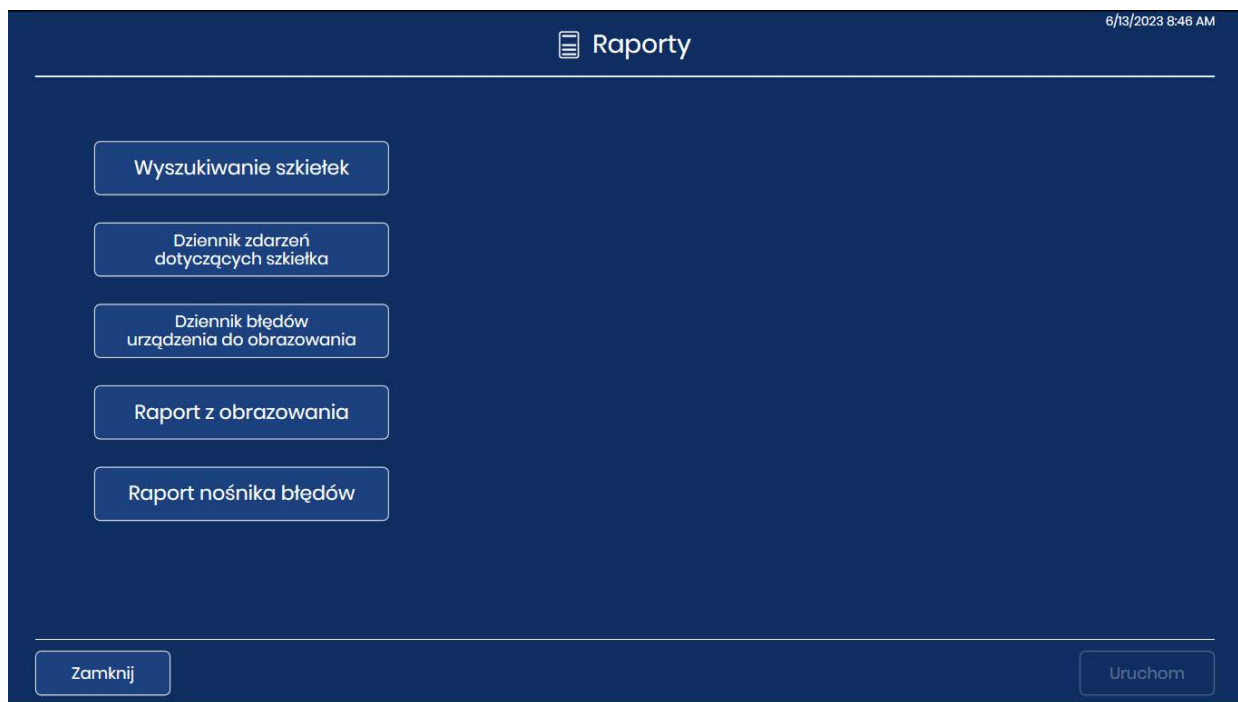 6/13/2023 8:46 AM
Raporty
Wyszukiwanie szkiełek
Dziennik zdarzeń
dotyczących szkiełka
Dziennik błędów
urządzenia do obrazowania
Raport z obrazowania
Raport nośnika błędów
Zamknij
Uruchom